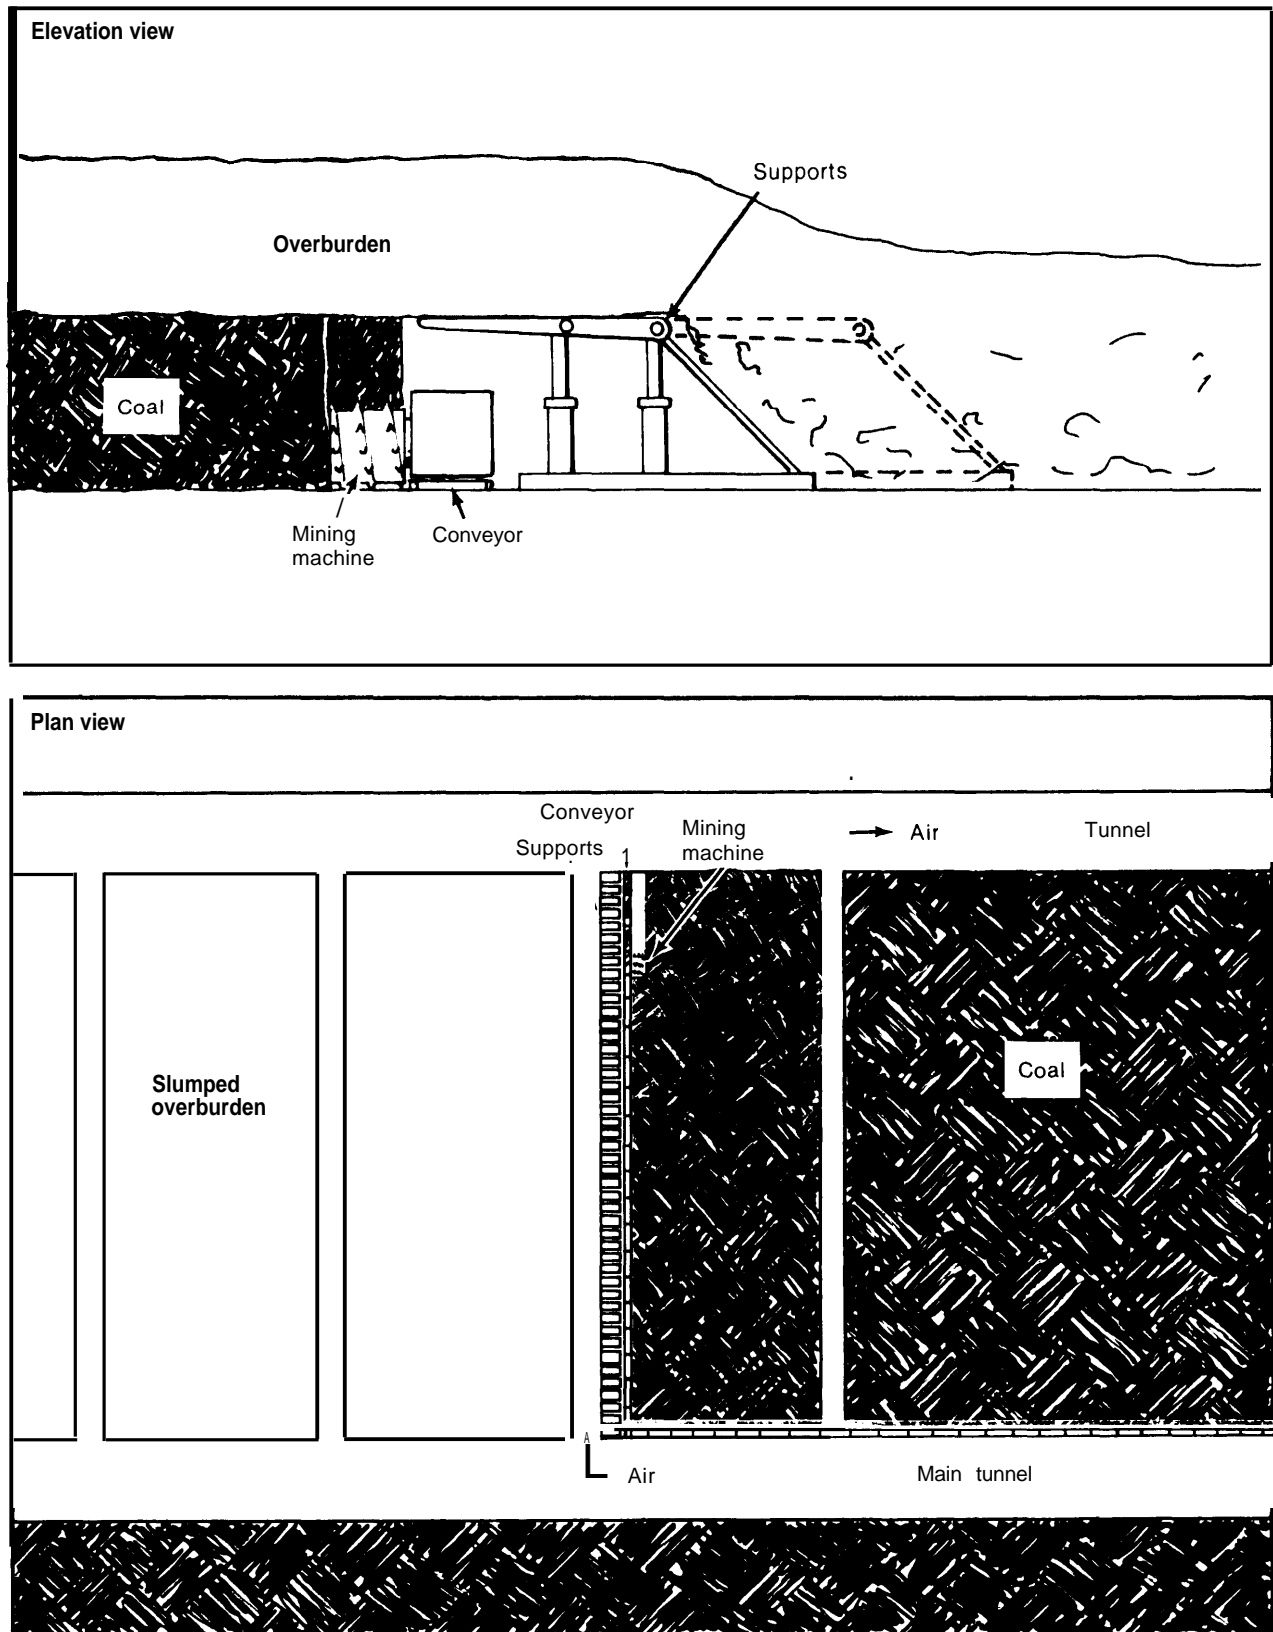 Elevation view
Supports
Overburden
Coal
Mining
machine
Conveyor
Plan view
Conveyor
Supports
1
Mining
machine
Air
Tunnel
Slumped
overburden
Coal
A
Air
Main tunnel